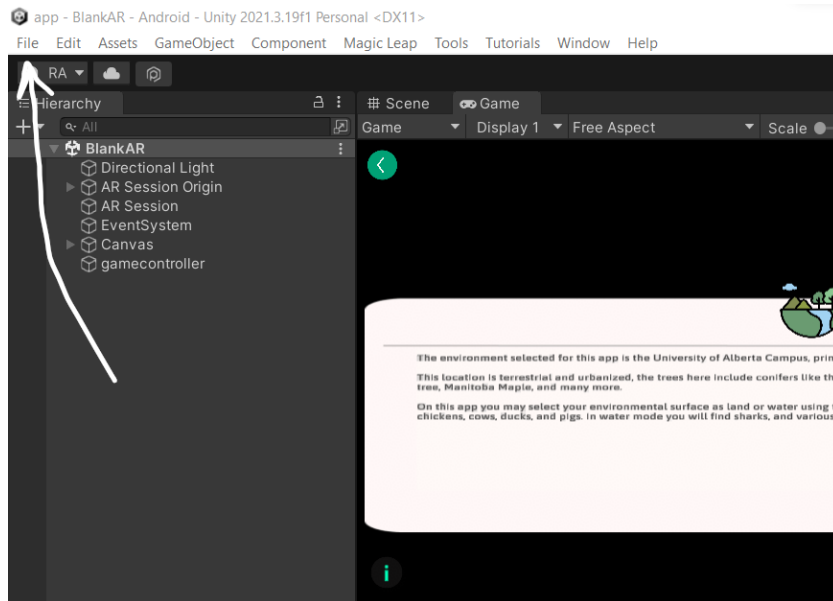 app - BlankAR - Android - Unity 2021.3.19f1 Personal <DX11>
File Edit Assets GameObject Component Magic Leap Tools Tutorials Window Help
RA
Hierarchy
All
BlankAR
Directional Light
AR Session Origin
AR Session
EventSystem
Canvas
gamecontroller
# Scene Game
Game Display 1 Free Aspect Scale
The environment selected for this app is the University of Alberta Campus, prin
This location is terrestrial and urbanized, the trees here include conifers like th
tree, Manitoba Maple, and many more.
On this app you may select your environmental surface as land or water using
chickens, cows, ducks, and pigs. In water mode you will find sharks, and various
i